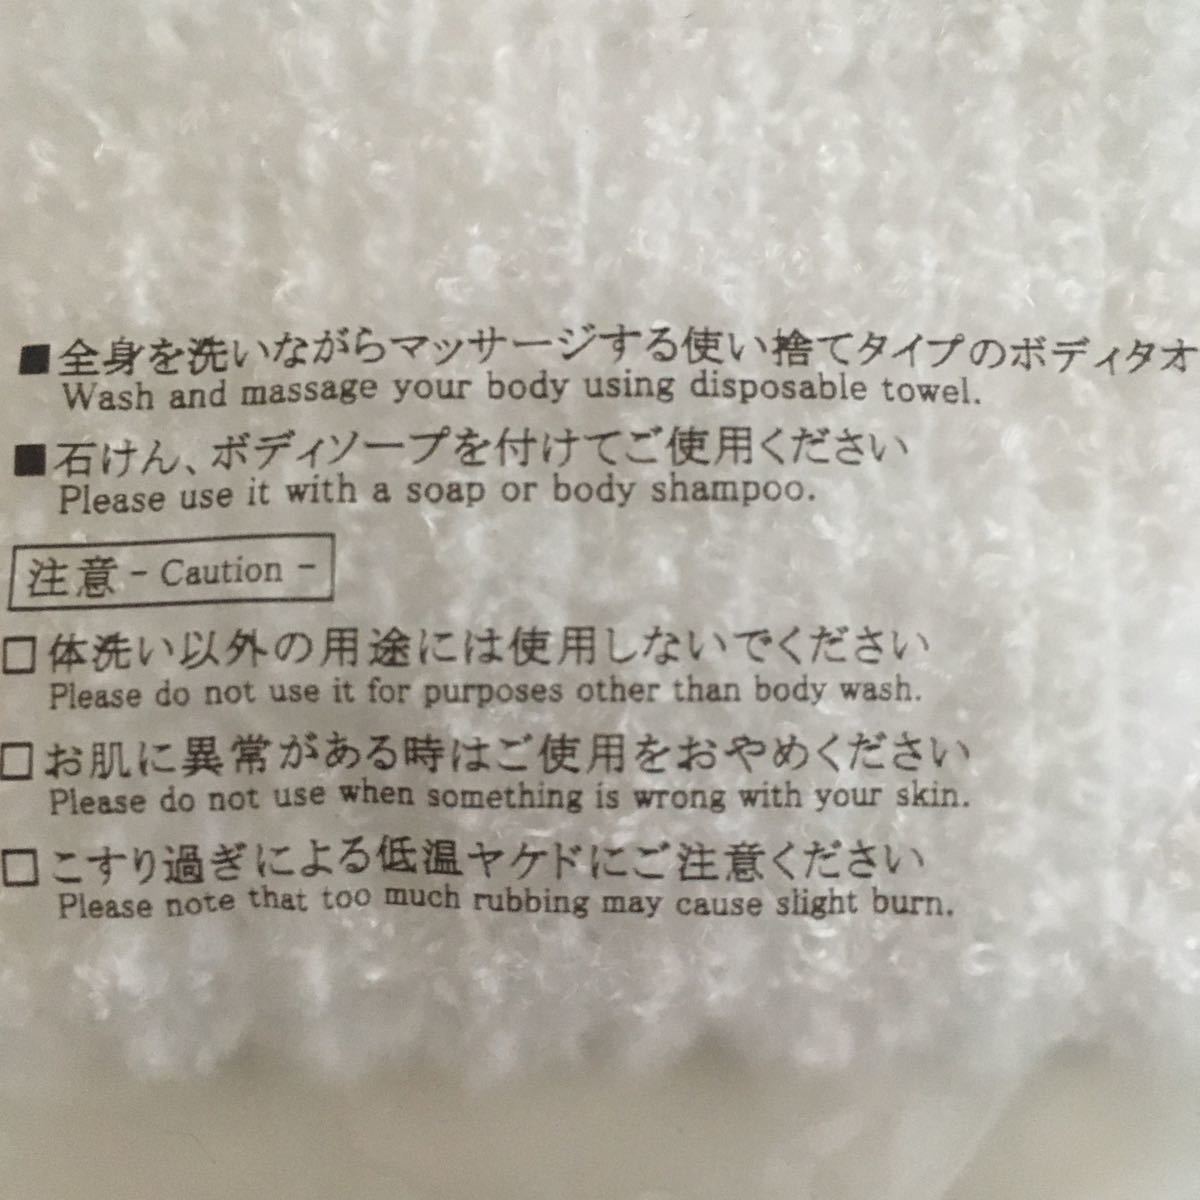 ■全身を洗いながらマッサージする使い捨てタイプのボディタオ
Wash and massage your body using disposable towel.
■石けん、ボディソープを付けてご使用ください
Please use it with a soap or body shampoo.
注意 - Caution -
□体洗い以外の用途には使用しないでください
Please do not use it for purposes other than body wash.
□お肌に異常がある時はご使用をおやめください
Please do not use when something is wrong with your skin.
□こすり過ぎによる低温ヤケドにご注意ください
Please note that too much rubbing may cause slight burn.